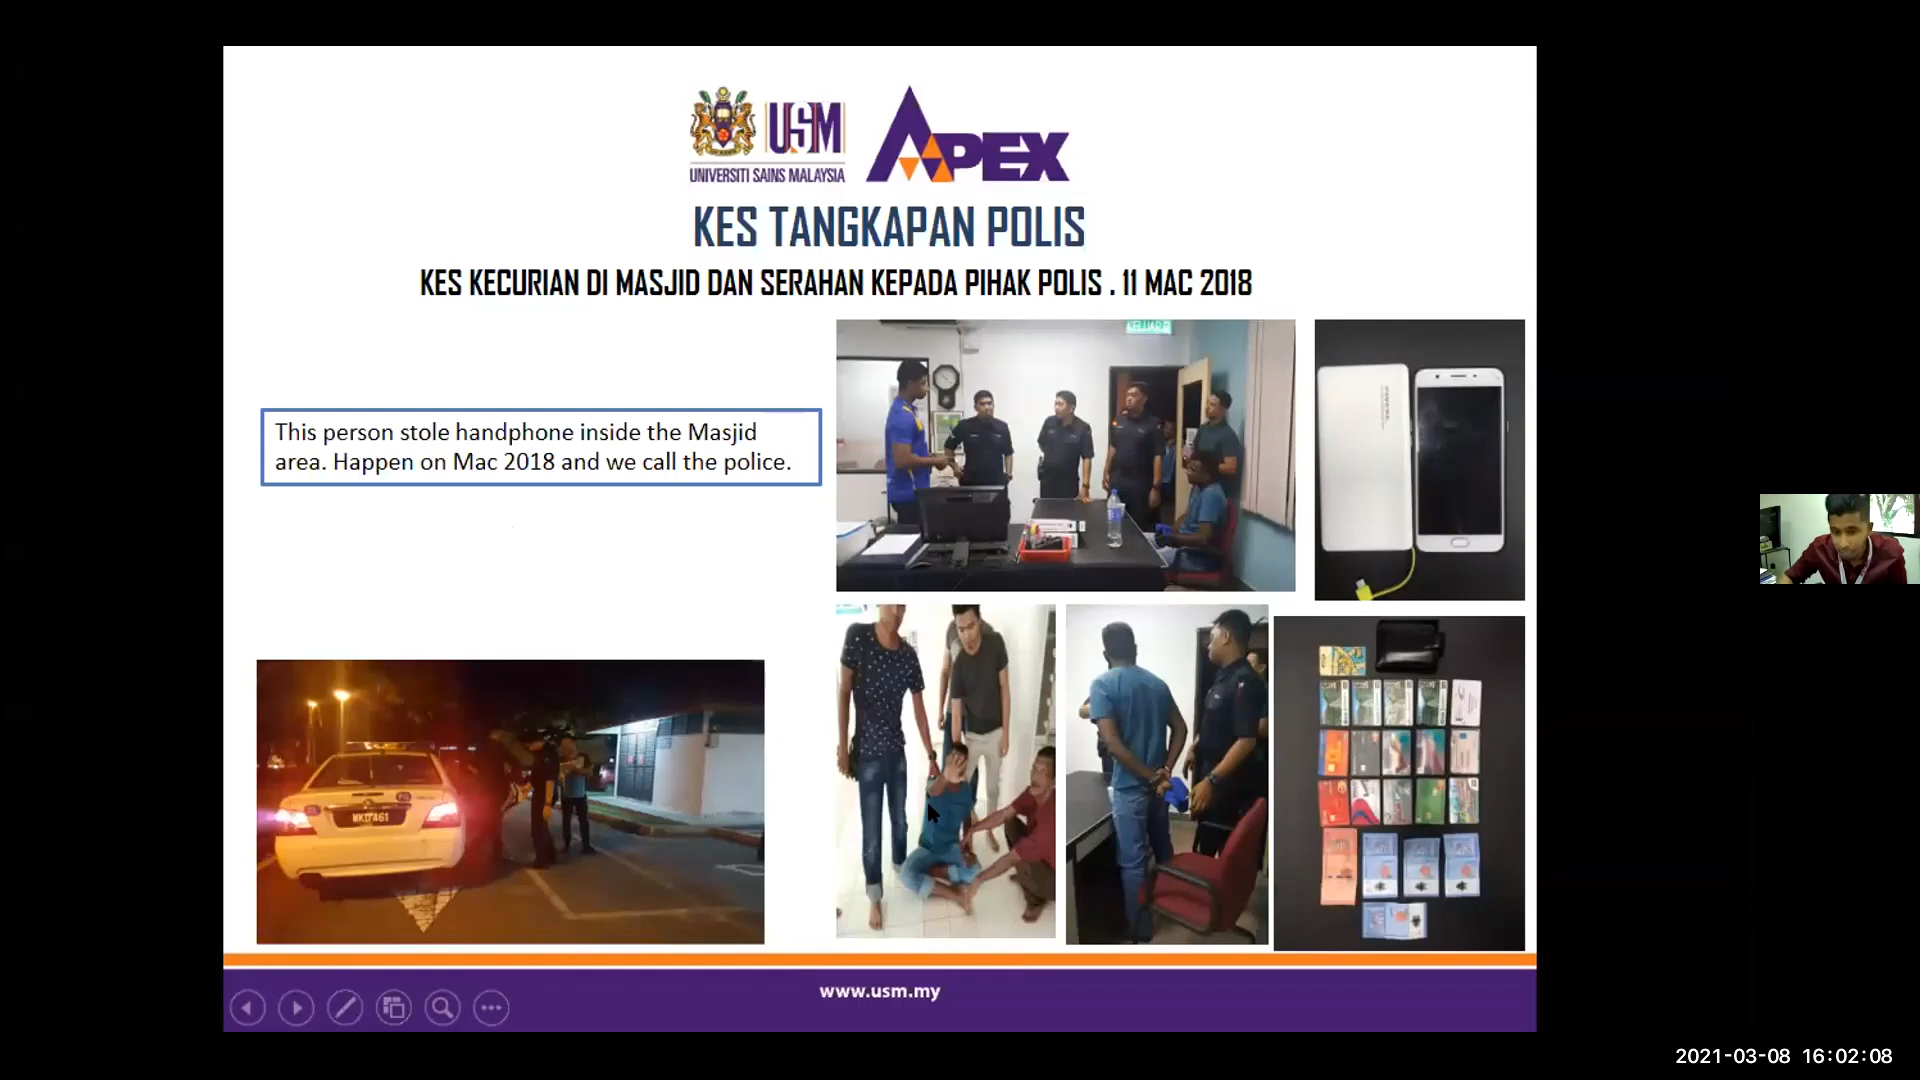 USM
UNIVERSITI SAINS MALAYSIA
APEX
KES TANGKAPAN POLIS
KES KECURIAN DI MASJID DAN SERAHAN KEPADA PIHAK POLIS . 11 MAC 2018
This person stole handphone inside the Masjid
area. Happen on Mac 2018 and we call the police.
KELUAR
www.usm.my
2021-03-08 16:02:08